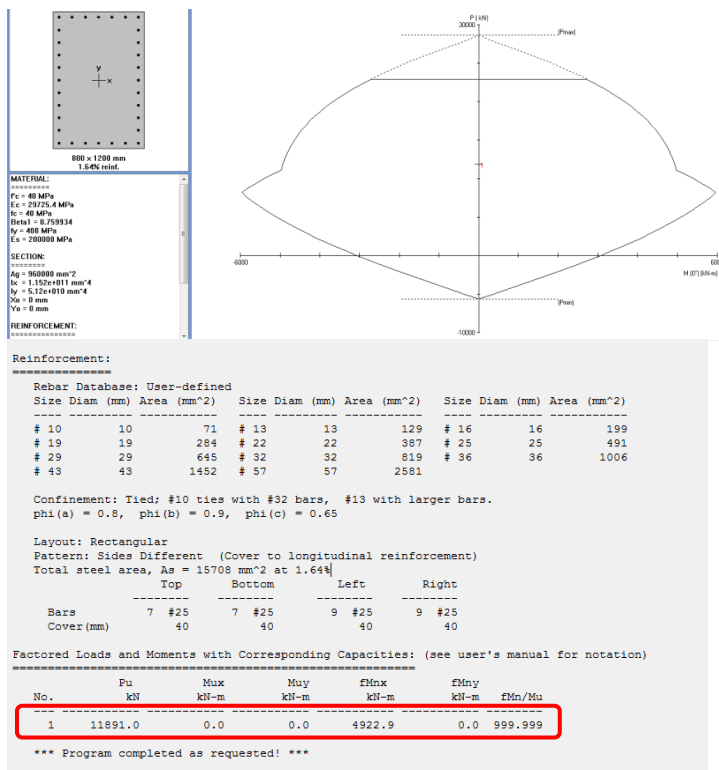 y
x
800 x 1200 mm
1.64% reinf.
MATERIAL:
=========
f'c = 40 MPa
Ec = 29725.4 MPa
fc = 40 MPa
Beta1 = 0.759934
fy = 400 MPa
Es = 200000 MPa
SECTION:
========
Ag = 960000 mm^2
Ix = 1.152e+011 mm^4
Iy = 5.12e+010 mm^4
Xo = 0 mm
Yo = 0 mm
REINFORCEMENT:
===============
P ( kN)
30000
(Pmax)
-6000
600
M (0°) (kN-m)
(Pmin)
-10000
Reinforcement:
==============
Rebar Database: User-defined
Size Diam (mm) Area (mm^2) Size Diam (mm) Area (mm^2) Size Diam (mm) Area (mm^2)
---- --------- ----------- ---- --------- ----------- ---- --------- -----------
# 10 10 71 # 13 13 129 # 16 16 199
# 19 19 284 # 22 22 387 # 25 25 491
# 29 29 645 # 32 32 819 # 36 36 1006
# 43 43 1452 # 57 57 2581
Confinement: Tied; #10 ties with #32 bars, #13 with larger bars.
phi(a) = 0.8, phi(b) = 0.9, phi(c) = 0.65
Layout: Rectangular
Pattern: Sides Different (Cover to longitudinal reinforcement)
Total steel area, As = 15708 mm^2 at 1.64%
Top Bottom Left Right
-------- -------- -------- --------
Bars 7 #25 7 #25 9 #25 9 #25
Cover(mm) 40 40 40 40
Factored Loads and Moments with Corresponding Capacities: (see user's manual for notation)
=========================================================
Pu Mux Muy fMnx fMny
No. kN kN-m kN-m kN-m kN-m fMn/Mu
--- ----------- ----------- ----------- ----------- ----------- --------
1 11891.0 0.0 0.0 4922.9 0.0 999.999
*** Program completed as requested! ***